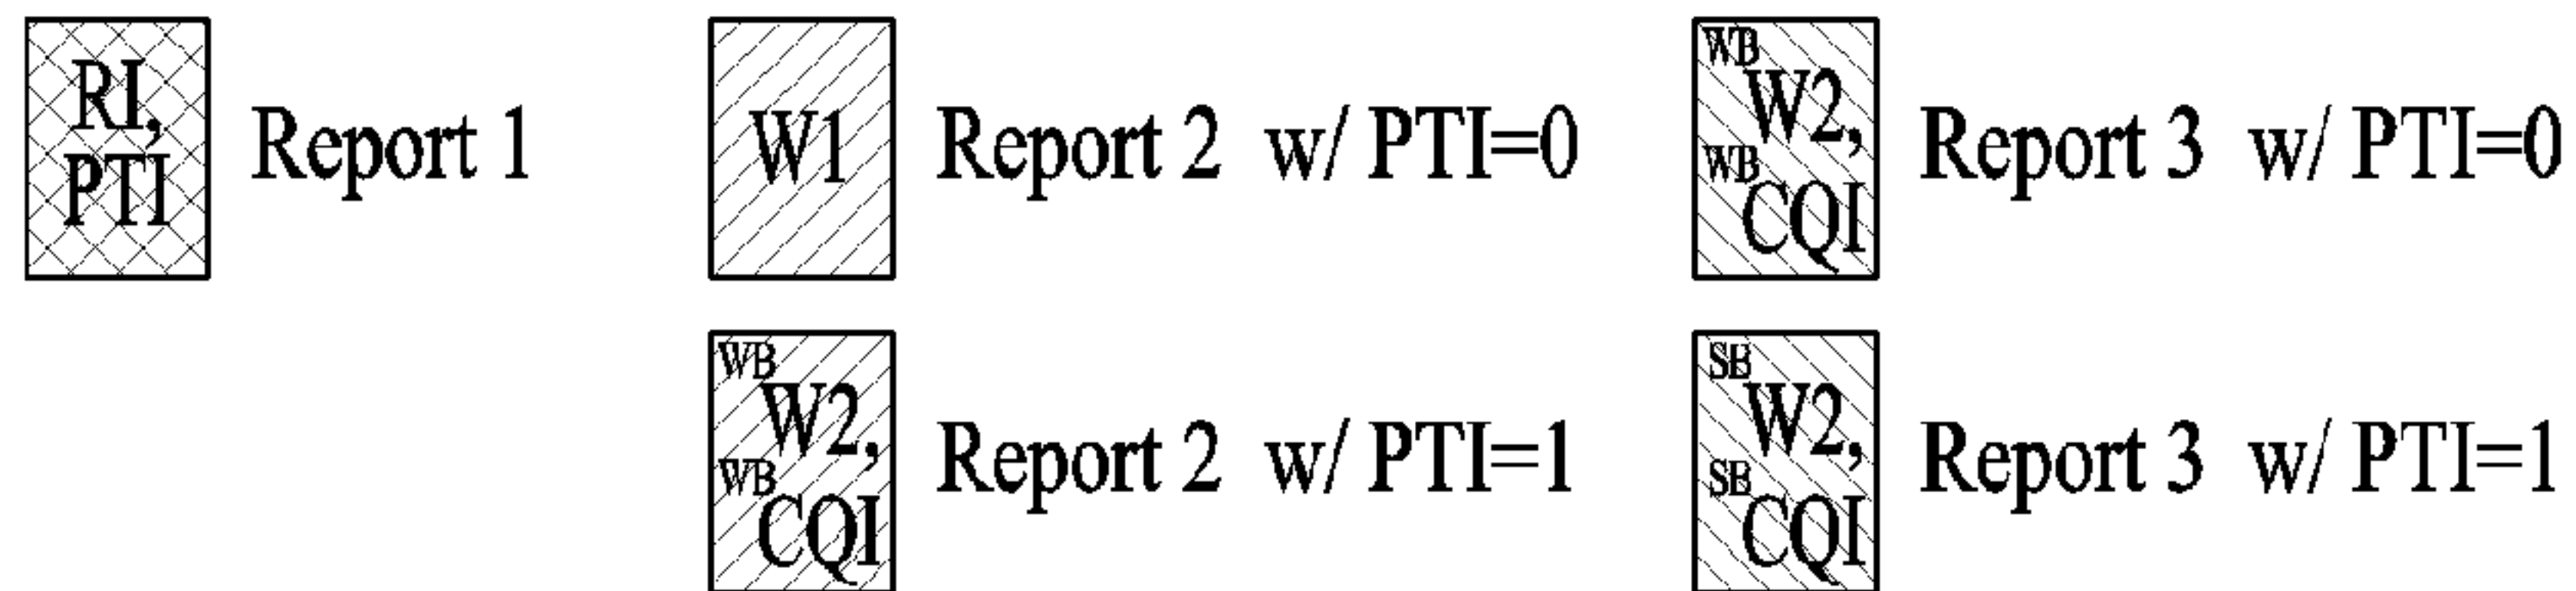 RI,
PTI
Report 1
W1
Report 2 w/ PTI=0
WB
W2,
WB
CQI
Report 3 w/ PTI=0
WB
W2,
WB
CQI
Report 2 w/ PTI=1
SB
W2,
SB
CQI
Report 3 w/ PTI=1